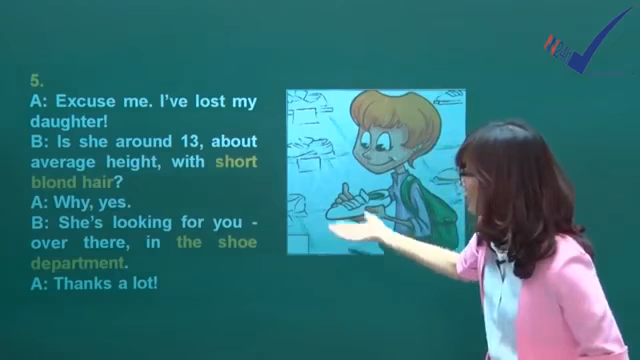 5.
A: Excuse me. I've lost my
daughter!
B: Is she around 13, about
average height, with short
blond hair?
A: Why, yes.
B: She's looking for you -
over there, in the shoe
department.
A: Thanks a lot!